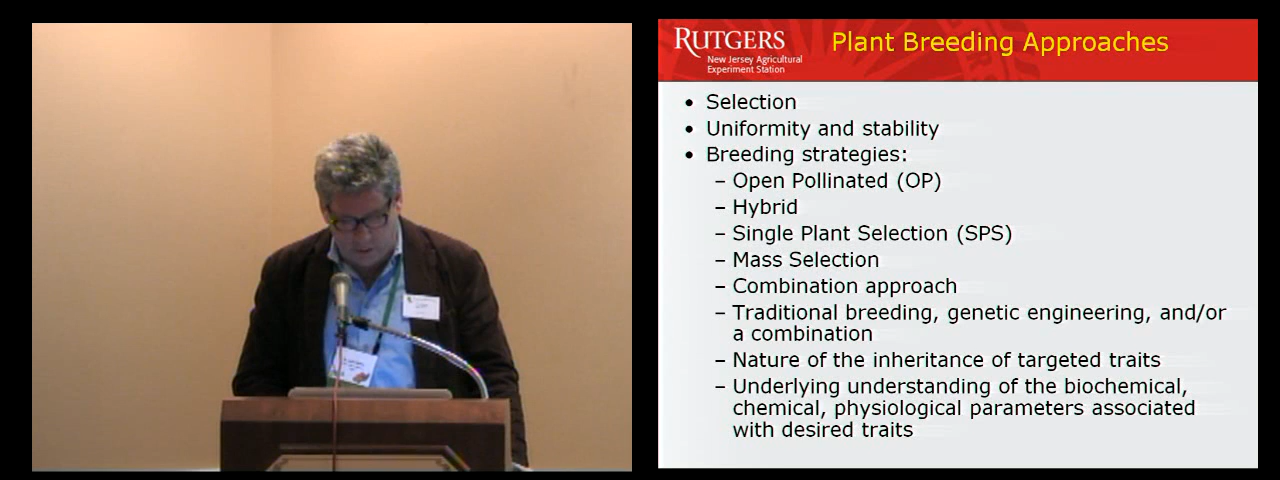 RUTGERS
New Jersey Agricultural
Experiment Station
Plant Breeding Approaches
• Selection
• Uniformity and stability
• Breeding strategies:
– Open Pollinated (OP)
– Hybrid
– Single Plant Selection (SPS)
– Mass Selection
– Combination approach
– Traditional breeding, genetic engineering, and/or
a combination
– Nature of the inheritance of targeted traits
– Underlying understanding of the biochemical,
chemical, physiological parameters associated
with desired traits